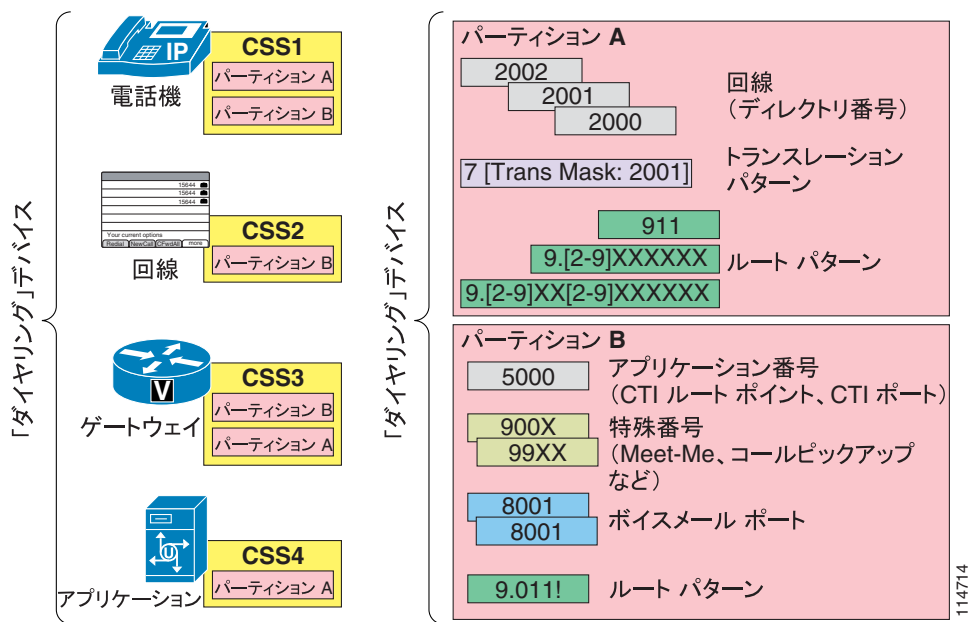 「ダイヤリング」デバイス
IP
電話機
CSS1
パーティション A
パーティション B
15644
15644
15644
Your current options
Redial NewCall CFwdAll more
回線
CSS2
パーティション B
V
ゲートウェイ
CSS3
パーティション B
パーティション A
U
アプリケーション
CSS4
パーティション A
「ダイヤリング」デバイス
パーティション A
2002
2001
2000
回線
(ディレクトリ番号)
7 [Trans Mask: 2001]
トランスレーション
パターン
911
9.[2-9]XXXXXX
9.[2-9]XX[2-9]XXXXXX
ルート パターン
パーティション B
5000
アプリケーション番号
(CTI ルート ポイント、CTI ポート)
900X
99XX
特殊番号
(Meet-Me、コールピックアップ
など)
8001
8001
ボイスメール ポート
9.011!
ルート パターン
114714